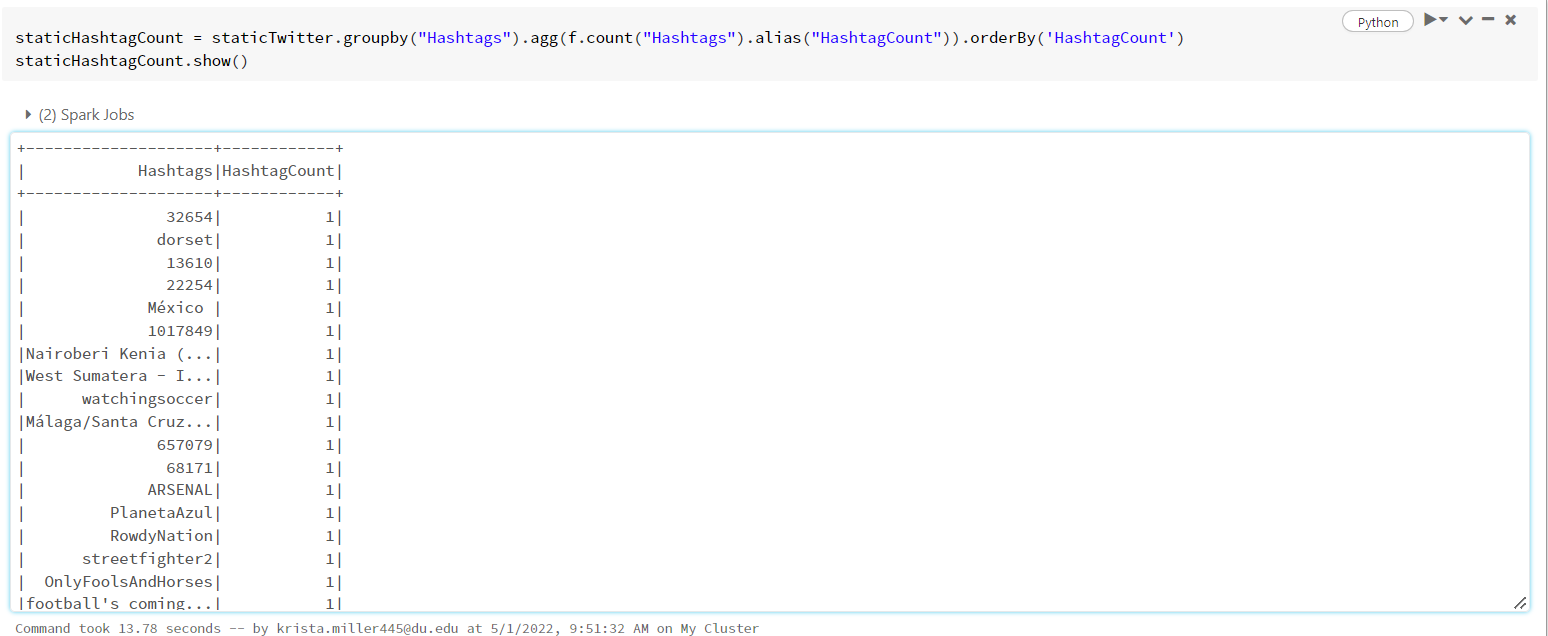 Python
staticHashtagCount = staticTwitter.groupby("Hashtags").agg(f.count("Hashtags").alias("HashtagCount")).orderBy('HashtagCount')
staticHashtagCount.show()
(2) Spark Jobs
+--------------------+------------+
|            Hashtags|HashtagCount|
+--------------------+------------+
|               32654|           1|
|              dorset|           1|
|               13610|           1|
|               22254|           1|
|             México |           1|
|             1017849|           1|
|Nairoberi Kenia (...|           1|
|West Sumatera - I...|           1|
|      watchingsoccer|           1|
|Málaga/Santa Cruz...|           1|
|              657079|           1|
|               68171|           1|
|             ARSENAL|           1|
|         PlanetaAzul|           1|
|         RowdyNation|           1|
|      streetfighter2|           1|
|  OnlyFoolsAndHorses|           1|
|football's coming...|           1|
Command took 13.78 seconds -- by krista.miller445@du.edu at 5/1/2022, 9:51:32 AM on My Cluster